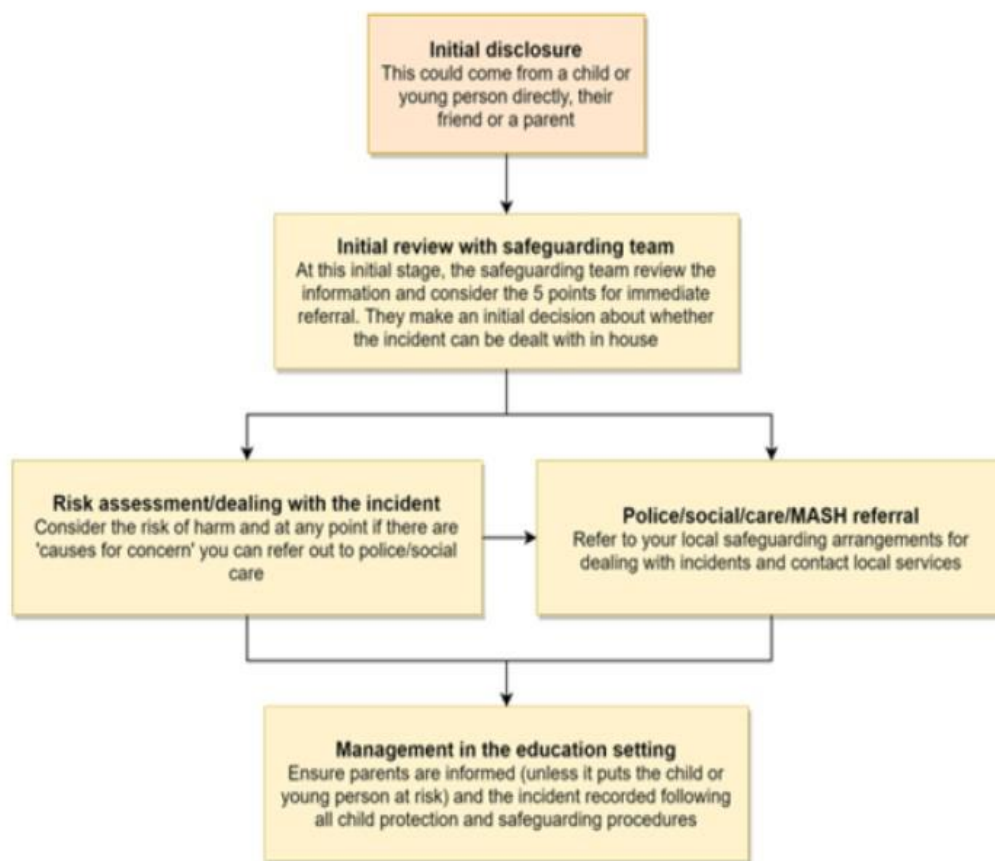 Initial disclosure
This could come from a child or
young person directly, their
friend or a parent
Initial review with safeguarding team
At this initial stage, the safeguarding team review the
information and consider the 5 points for immediate
referral. They make an initial decision about whether
the incident can be dealt with in house
Risk assessment/dealing with the incident
Consider the risk of harm and at any point if there are
'causes for concern' you can refer out to police/social
care
Police/social/care/MASH referral
Refer to your local safeguarding arrangements for
dealing with incidents and contact local services
Management in the education setting
Ensure parents are informed (unless it puts the child or
young person at risk) and the incident recorded following
all child protection and safeguarding procedures